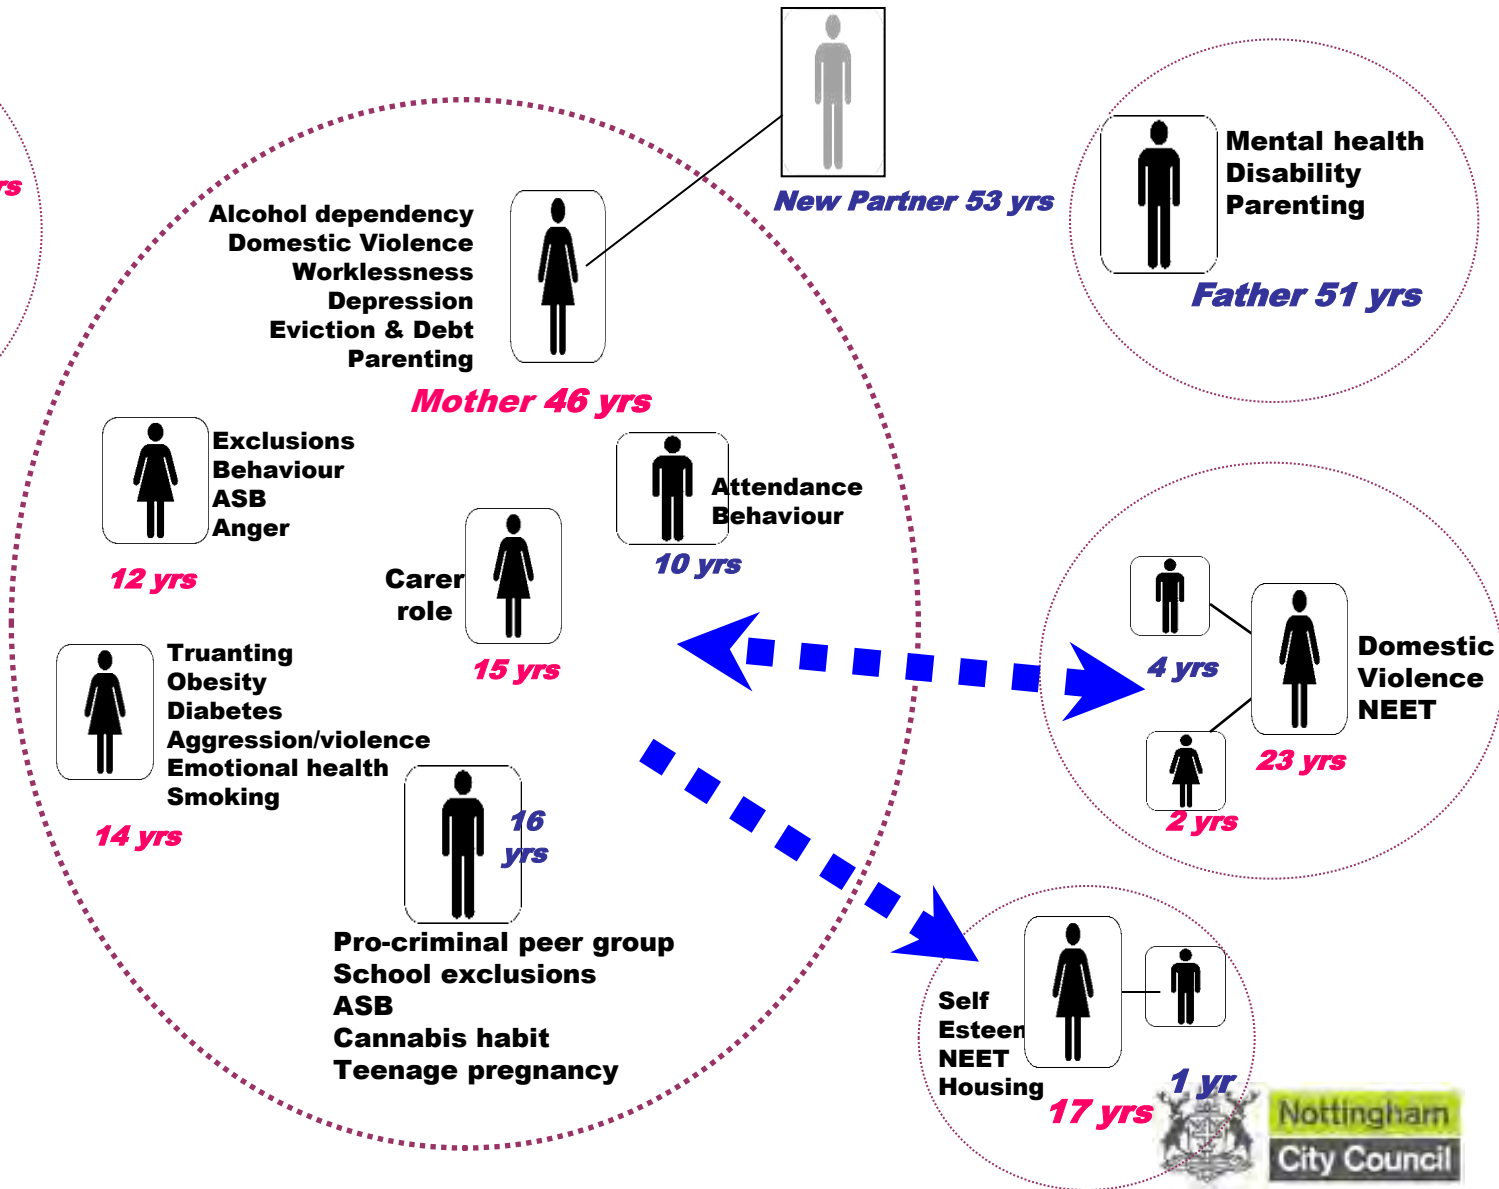 New Partner 53 yrs
Mental health
Disability
Parenting
Father 51 yrs
Alcohol dependency
Domestic Violence
Worklessness
Depression
Eviction & Debt
Parenting
Mother 46 yrs
Exclusions
Behaviour
ASB
Anger
12 yrs
Attendance
Behaviour
10 yrs
Carer
role
15 yrs
Truanting
Obesity
Diabetes
Aggression/violence
Emotional health
Smoking
14 yrs
16
yrs
Pro-criminal peer group
School exclusions
ASB
Cannabis habit
Teenage pregnancy
4 yrs
Domestic
Violence
NEET
23 yrs
2 yrs
Self
NEET
Housing
17 yrs
1 yr
Nottingham
City Council